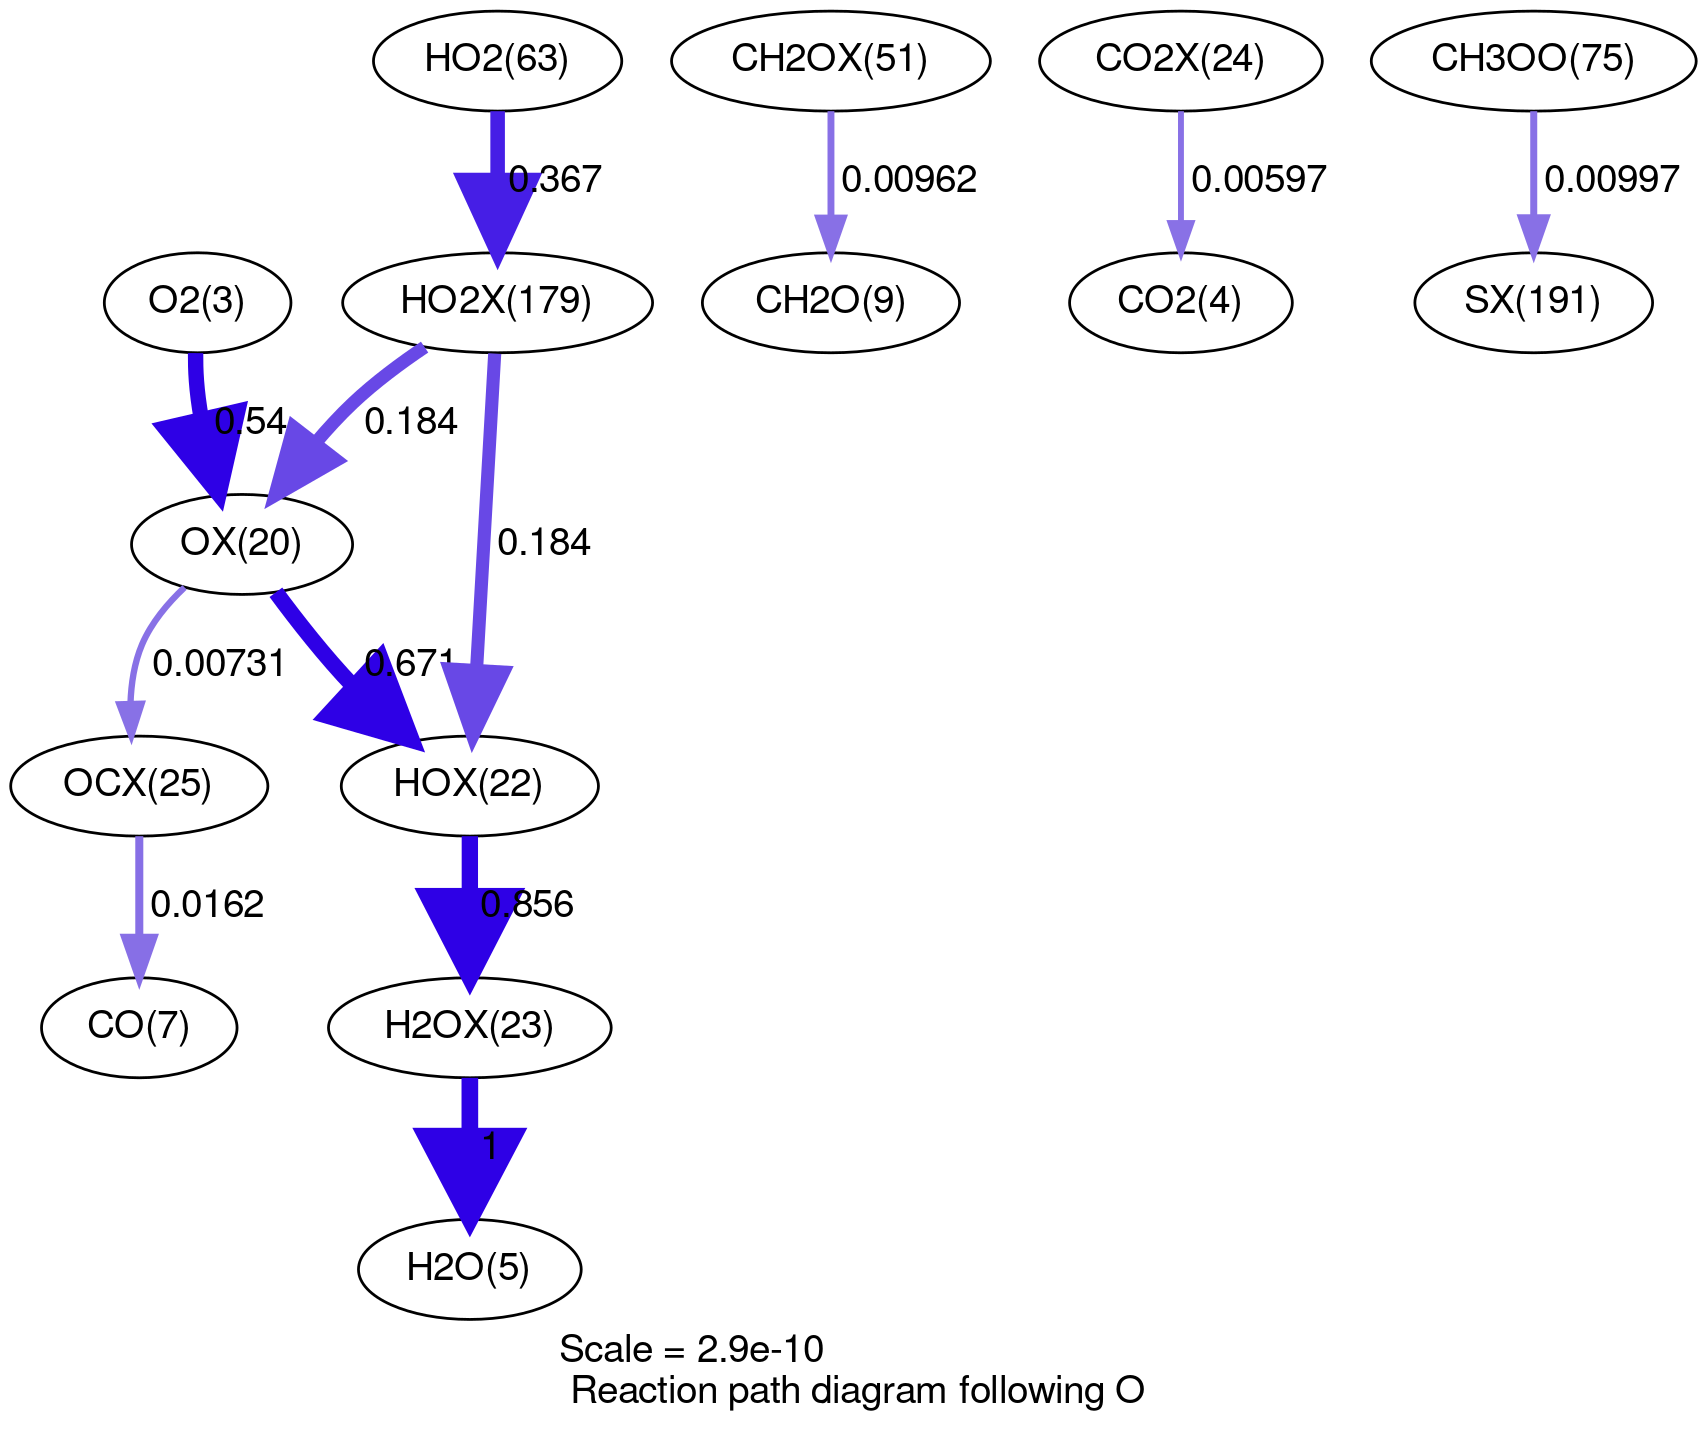 HO2(63)
CH2OX(51)
CO2X(24)
CH3OO(75)
0.367
0.00962
0.00597
0.00997
O2(3)
HO2X(179)
CH2O(9)
CO2(4)
SX(191)
0.54
0.184
OX(20)
0.184
0.00731
0.671
OCX(25)
HOX(22)
0.0162
0.856
CO(7)
H2OX(23)
1
H2O(5)
Scale = 2.9e-10
Reaction path diagram following O